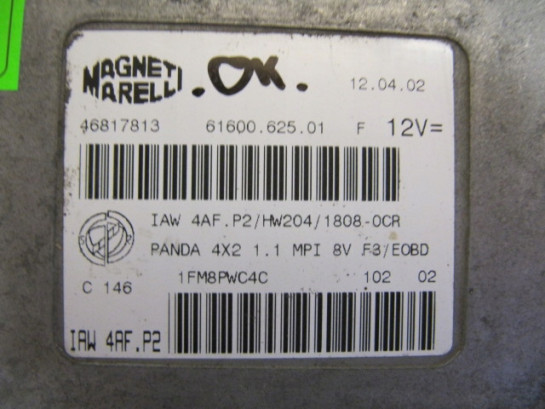 MAGNETI MARELLI .OK. 12.04.02
46817813 61600.625.01 F 12V=
IAW 4AF.P2/HW204/1808-0CR
PANDA 4X2 1.1 MPI 8V F3/EOBD
1FM8PWC4C 102 02
C 146
IAW 4AF.P2